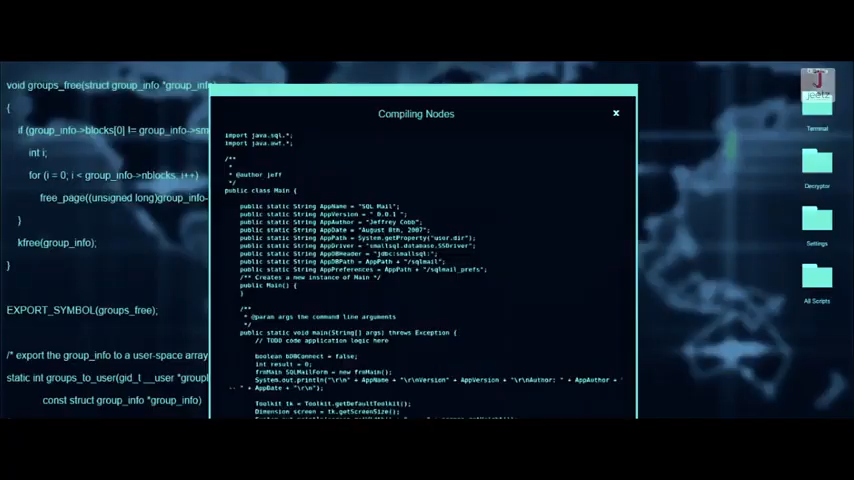 void groups_free(struct group_info *group_info)
{
if (group_info->blocks[0] != group_info->sm
int i;
for (i = 0; i < group_info->nblocks; i++)
free_page((unsigned long)group_info-
}
kfree(group_info);
}
EXPORT_SYMBOL(groups_free);
/* export the group_info to a user-space array
static int groups_to_user(gid_t __user *groupl
const struct group_info *group_info)
Compiling Nodes
x
import java.sql.*;
import java.awt.*;
/**
*
* @author jeff
*/
public class Main {
public static String AppName = "SQL Mail";
public static String AppVersion = " 0.0.1 ";
public static String AppAuthor = "Jeffrey Cobb";
public static String AppDate = "August 8th, 2007";
public static String AppPath = System.getProperty("user.dir");
public static String AppDriver = "smallsql.database.SSDriver";
public static String AppDBHeader = "jdbc:smallsql:";
public static String AppDBPath = AppPath + "/sqlmail";
public static String AppPreferences = AppPath + "/sqlmail_prefs";
/** Creates a new instance of Main */
public Main() {
}
/**
* @param args the command line arguments
*/
public static void main(String[] args) throws Exception {
// TODO code application logic here
boolean bDBConnect = false;
int result = 0;
frmMain SQLMailForm = new frmMain();
System.out.println("\r\n" + AppName + "\r\nVersion" + AppVersion + "\r\nAuthor: " + AppAuthor + "
+ AppDate + "\r\n");
Toolkit tk = Toolkit.getDefaultToolkit();
Dimension screen = tk.getScreenSize();
J
jeetz
Terminal
Decryptor
Settings
All Scripts